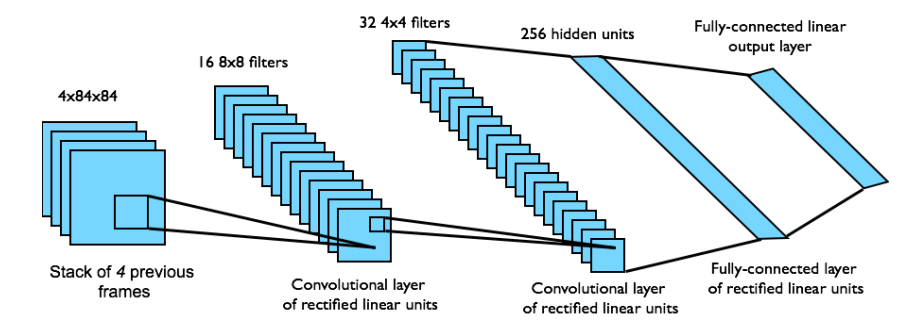 4x84x84
Stack of 4 previous
frames
16 8x8 filters
Convolutional layer
of rectified linear units
32 4x4 filters
Convolutional layer
of rectified linear units
256 hidden units
Fully-connected layer
of rectified linear units
Fully-connected linear
output layer